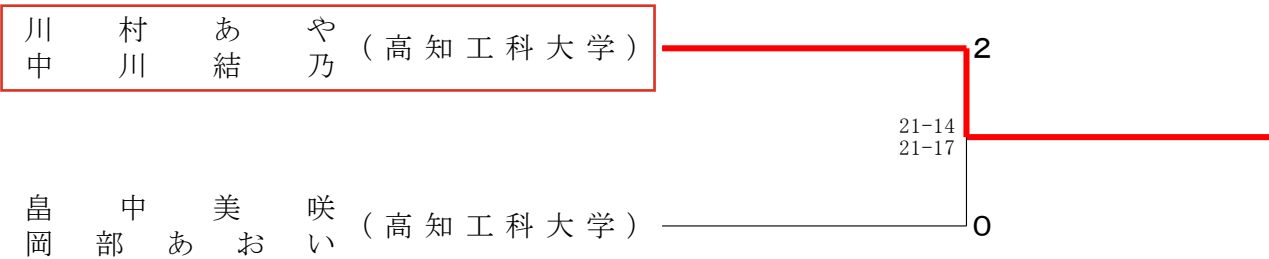 川村あや
中川結乃
(高知工科大学)
2
21-14
21-17
畠中美咲
岡部あおい
(高知工科大学)
0